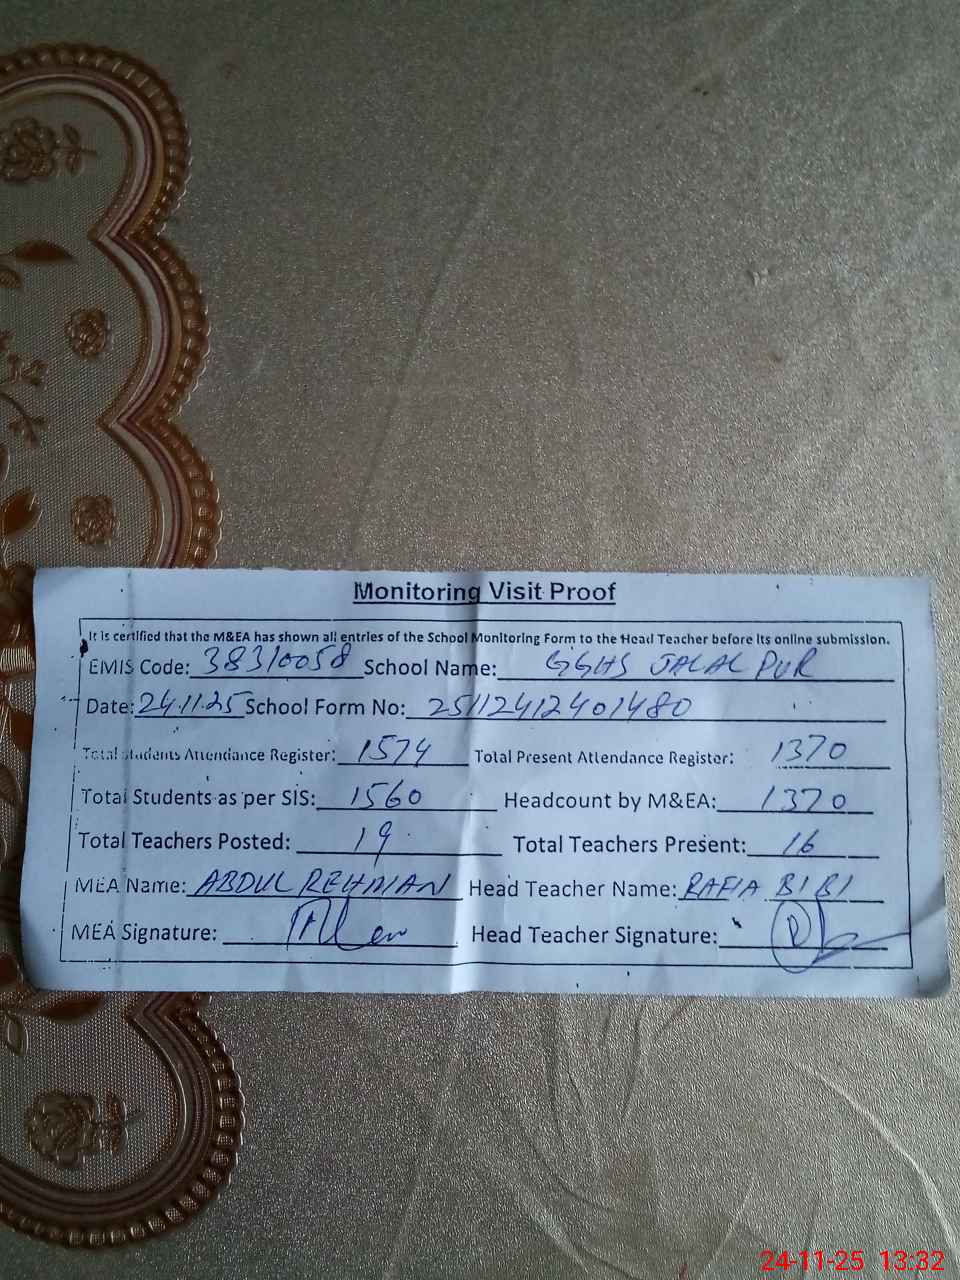 Monitoring Visit Proof
It is certified that the M&EA has shown all entries of the School Monitoring Form to the Head Teacher before its online submission.
EMIS Code: 38310058 School Name: GGHS JALAL PUR
Date: 24.11.25 School Form No: 25112412401480
Total Students Attendance Register: 1574 Total Present Attendance Register: 1370
Total Students as per SIS: 1560 Headcount by M&EA: 1370
Total Teachers Posted: 19 Total Teachers Present: 16
MEA Name: ABDUL REHMAN Head Teacher Name: RAFIA BIBI
MEA Signature: Head Teacher Signature:
24-11-25 13:32